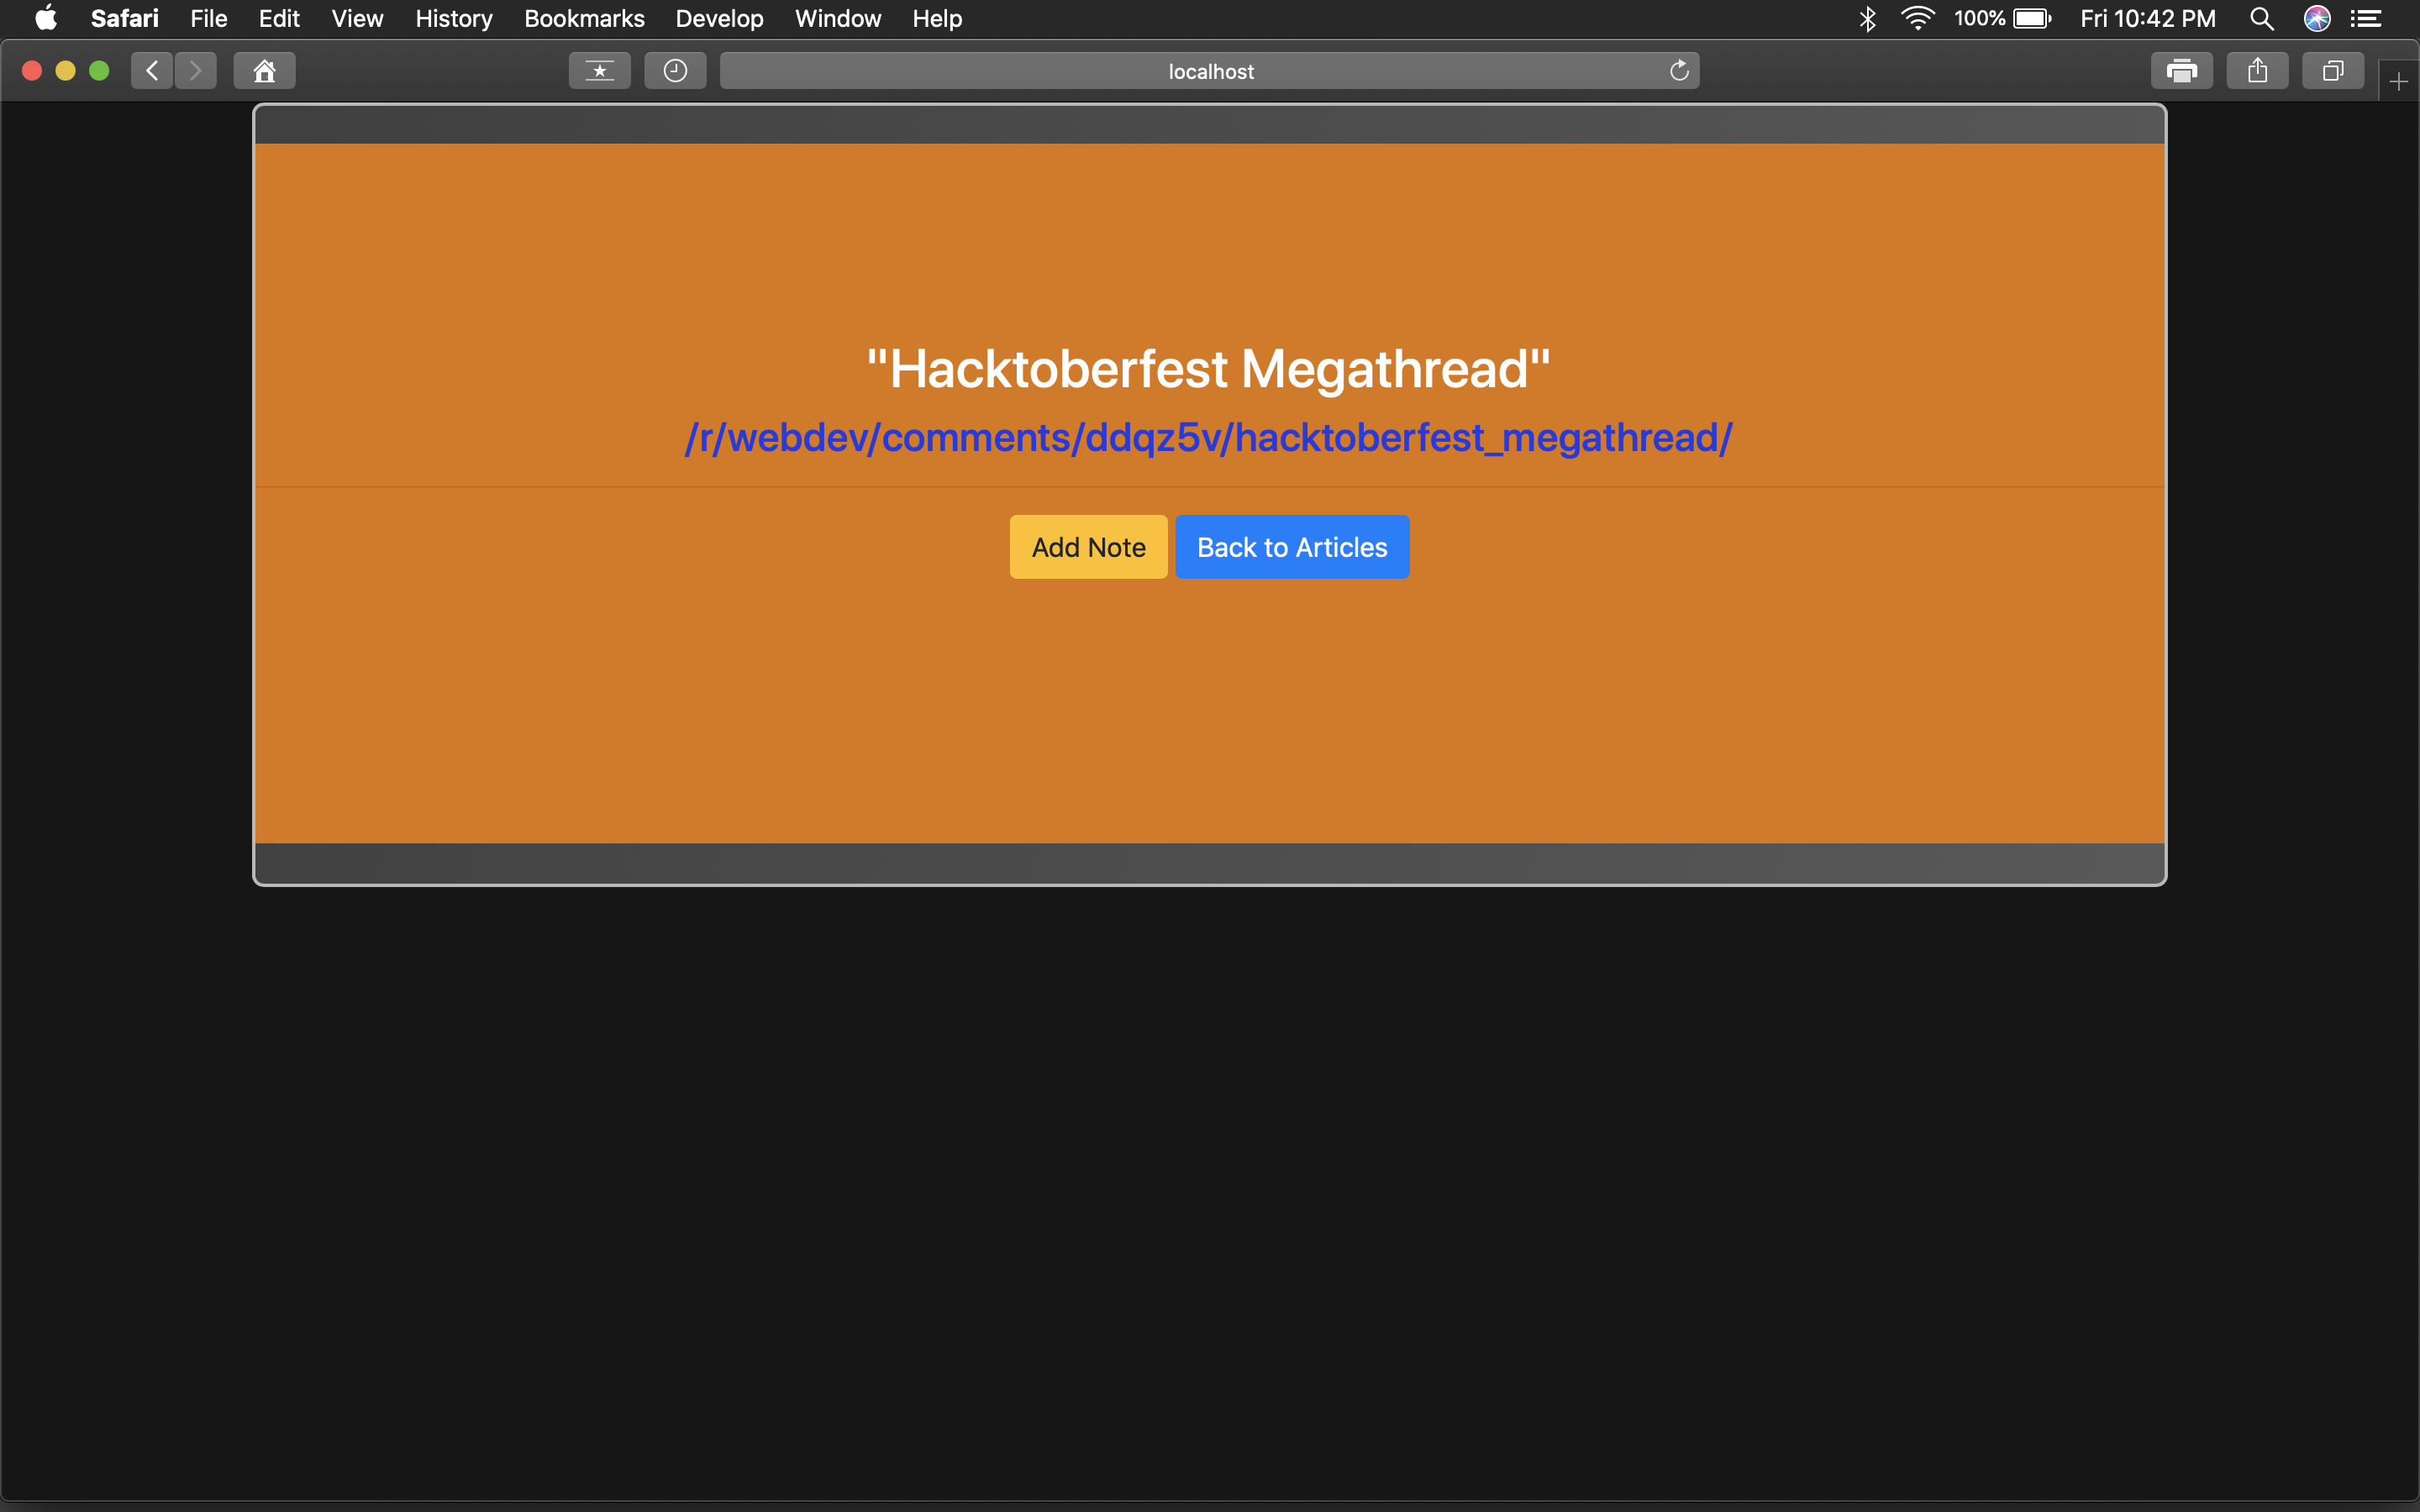 Safari File Edit View History Bookmarks Develop Window Help 100% Fri 10:42 PM
localhost
"Hacktoberfest Megathread"
/r/webdev/comments/ddqz5v/hacktoberfest_megathread/
Add Note Back to Articles